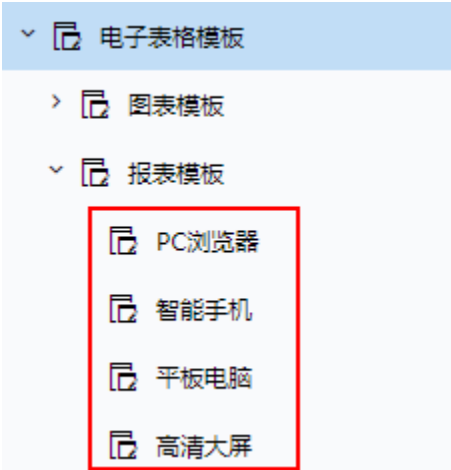 电子表格模板
图表模板
报表模板
PC浏览器
智能手机
平板电脑
高清大屏